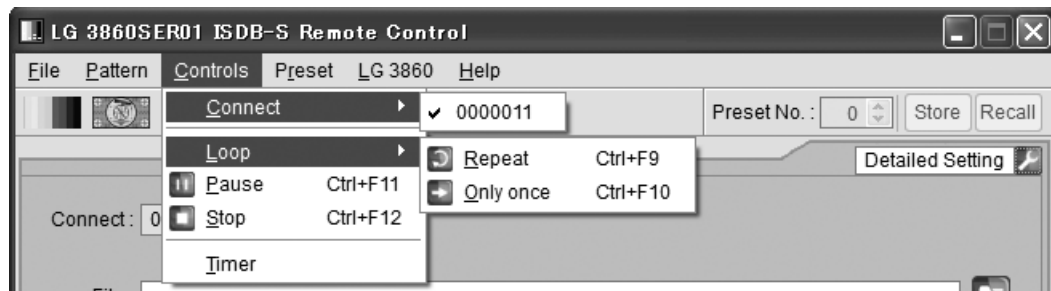 LG 3860SER01 ISDB-S Remote Control
File Pattern Controls Preset LG 3860 Help
Connect ✓ 0000011 Preset No. : 0 Store Recall
Loop Repeat Ctrl+F9 Detailed Setting
Pause Ctrl+F11 Only once Ctrl+F10
Connect : 0 Stop Ctrl+F12
Timer